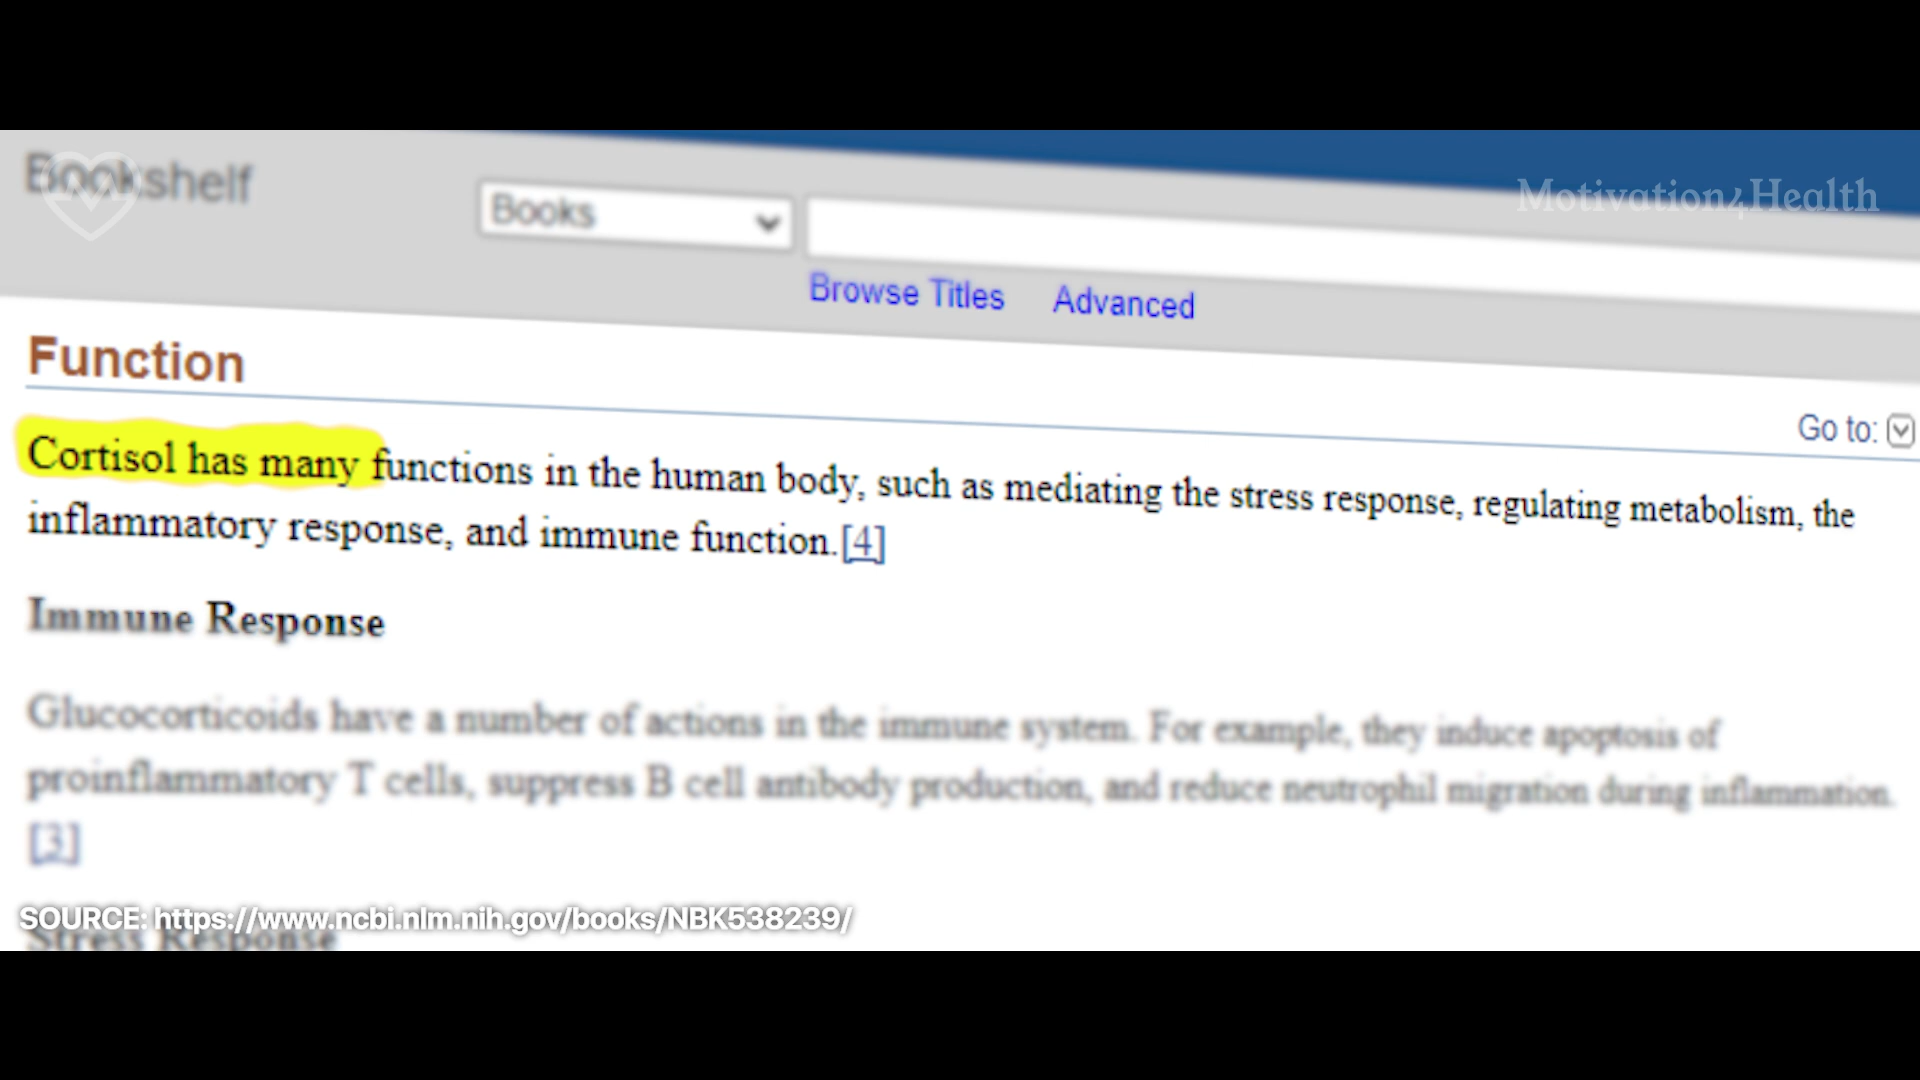 Bookshelf
Motivation4Health
Books
Browse Titles Advanced
Function
Go to:
Cortisol has many functions in the human body, such as mediating the stress response, regulating metabolism, the
inflammatory response, and immune function.[4]
Immune Response
Glucocorticoids have a number of actions in the immune system. For example, they induce apoptosis of
proinflammatory T cells, suppress B cell antibody production, and reduce neutrophil migration during inflammation.
[3]
SOURCE: https://www.ncbi.nlm.nih.gov/books/NBK538239/
Stress Response